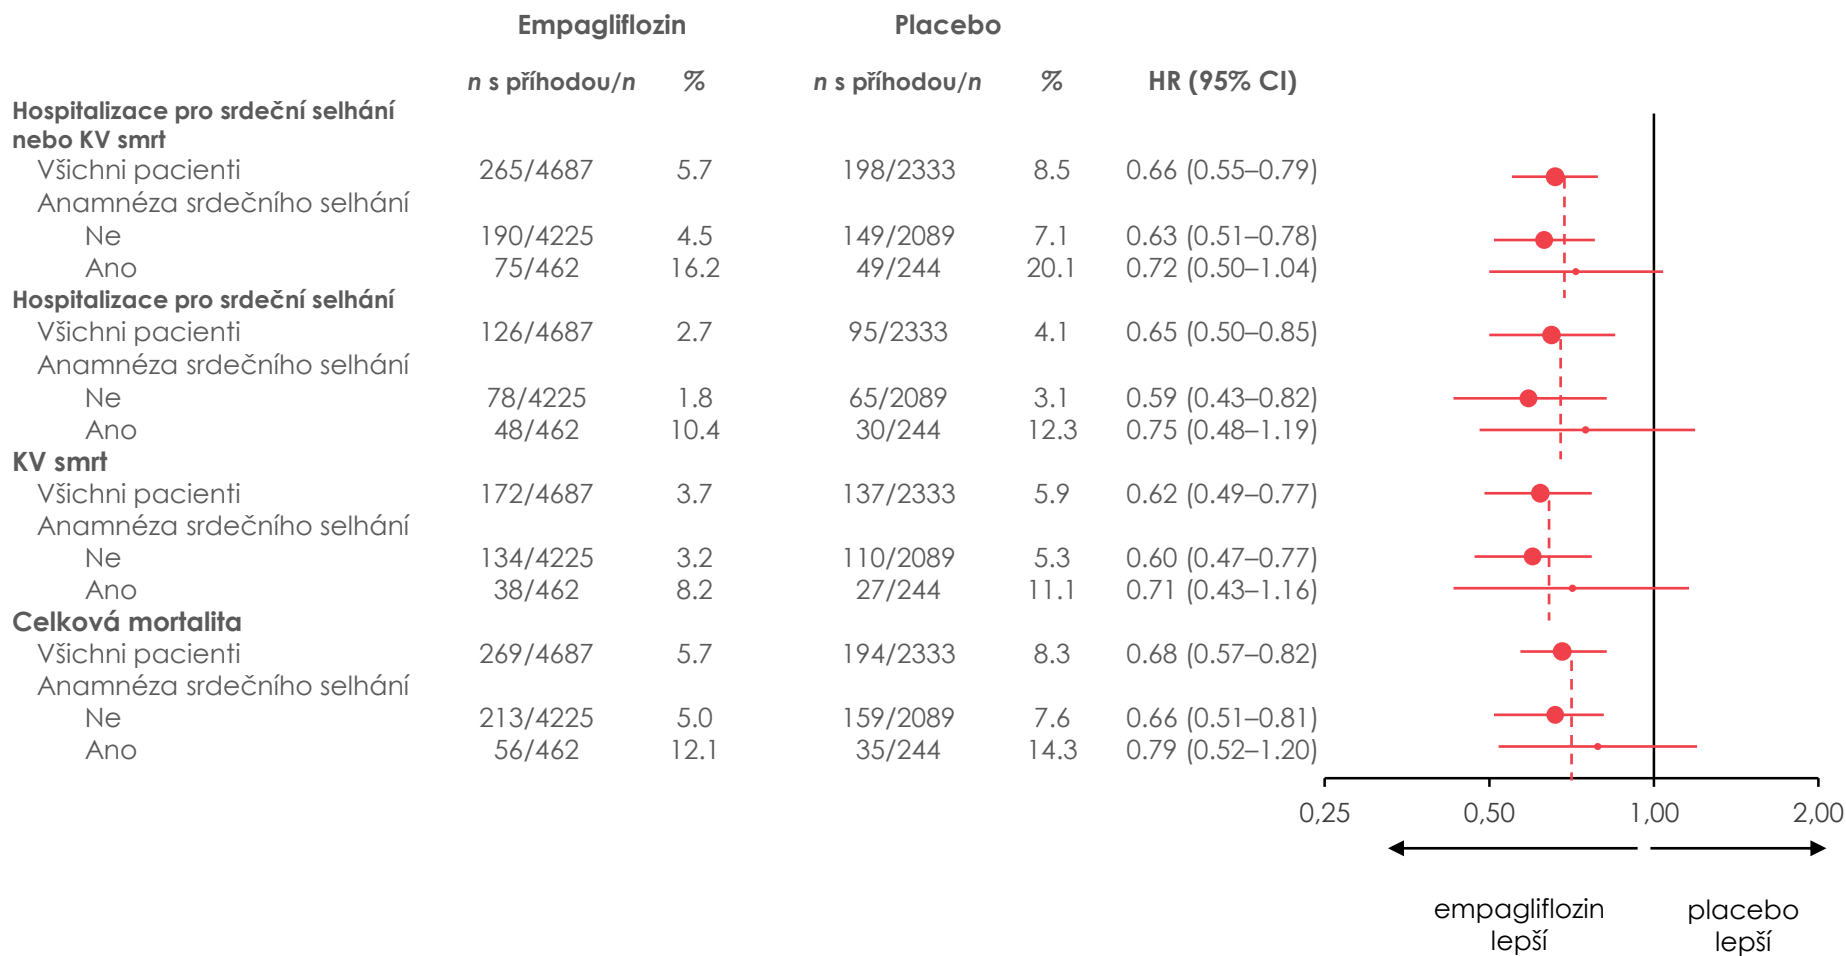 Empagliflozin Placebo
n s příhodou/n % n s příhodou/n % HR (95% CI)
Hospitalizace pro srdeční selhání
nebo KV smrt
Všichni pacienti 265/4687 5.7 198/2333 8.5 0.66 (0.55–0.79)
Anamnéza srdečního selhání
Ne 190/4225 4.5 149/2089 7.1 0.63 (0.51–0.78)
Ano 75/462 16.2 49/244 20.1 0.72 (0.50–1.04)
Hospitalizace pro srdeční selhání
Všichni pacienti 126/4687 2.7 95/2333 4.1 0.65 (0.50–0.85)
Anamnéza srdečního selhání
Ne 78/4225 1.8 65/2089 3.1 0.59 (0.43–0.82)
Ano 48/462 10.4 30/244 12.3 0.75 (0.48–1.19)
KV smrt
Všichni pacienti 172/4687 3.7 137/2333 5.9 0.62 (0.49–0.77)
Anamnéza srdečního selhání
Ne 134/4225 3.2 110/2089 5.3 0.60 (0.47–0.77)
Ano 38/462 8.2 27/244 11.1 0.71 (0.43–1.16)
Celková mortalita
Všichni pacienti 269/4687 5.7 194/2333 8.3 0.68 (0.57–0.82)
Anamnéza srdečního selhání
Ne 213/4225 5.0 159/2089 7.6 0.66 (0.51–0.81)
Ano 56/462 12.1 35/244 14.3 0.79 (0.52–1.20)
0,25 0,50 1,00 2,00
empagliflozin placebo
lepší lepší